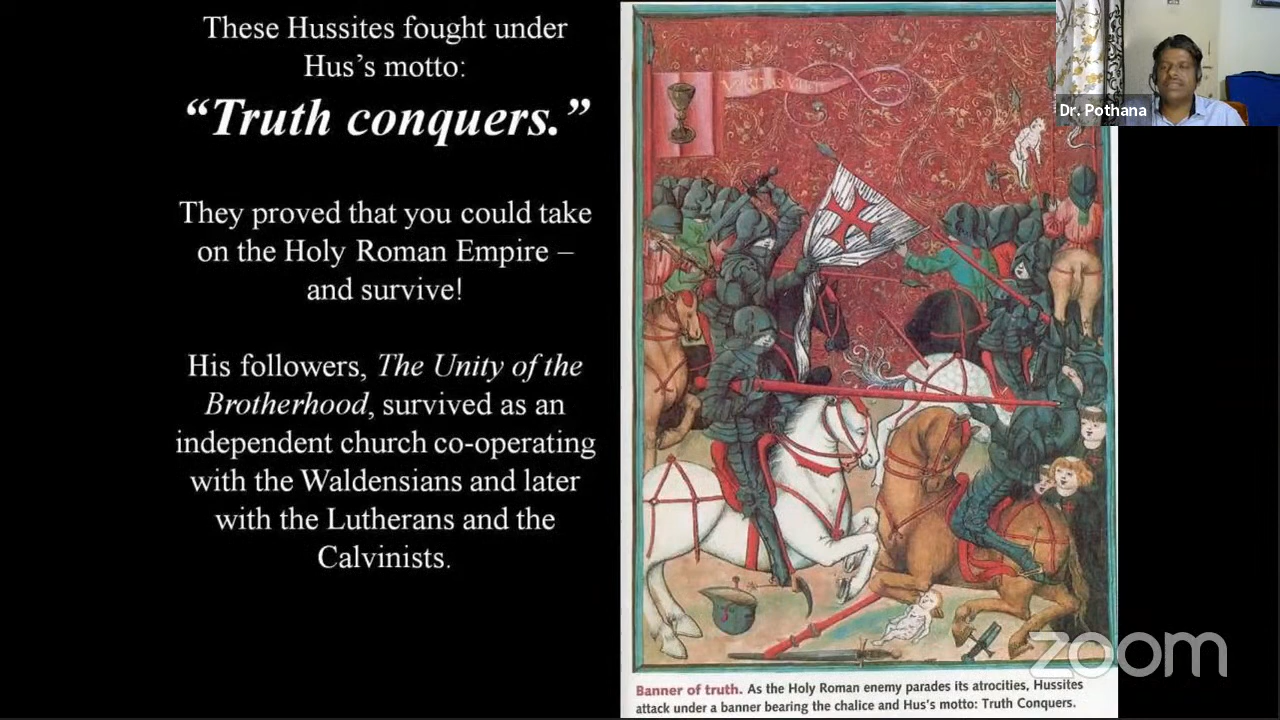 These Hussites fought under
Hus’s motto:
“Truth conquers.”
They proved that you could take
on the Holy Roman Empire –
and survive!
His followers, The Unity of the
Brotherhood, survived as an
independent church co-operating
with the Waldensians and later
with the Lutherans and the
Calvinists.
Dr. Pothana
Banner of truth. As the Holy Roman enemy parades its atrocities, Hussites
attack under a banner bearing the chalice and Hus's motto: Truth Conquers.
zoom